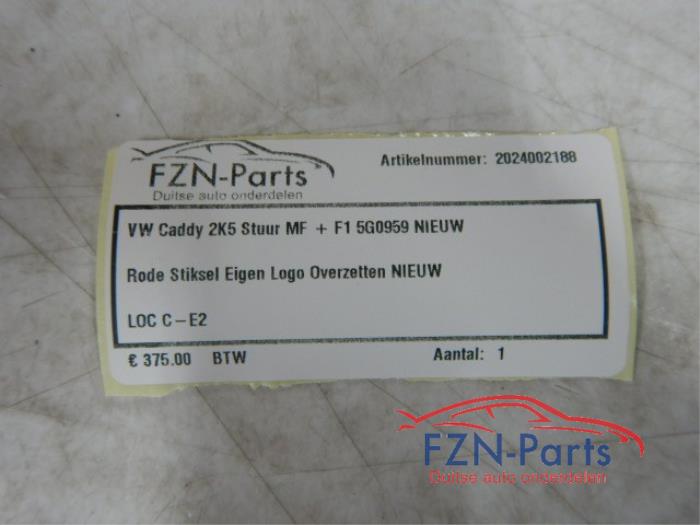 FZN-Parts
Duitse auto onderdelen
Artikelnummer: 2024002188
VW Caddy 2K5 Stuur MF + F1 5G0959 NIEUW
Rode Stiksel Eigen Logo Overzetten NIEUW
LOC C-E2
€ 375.00 BTW
Aantal: 1
FZN-Parts
Duitse auto onderdelen